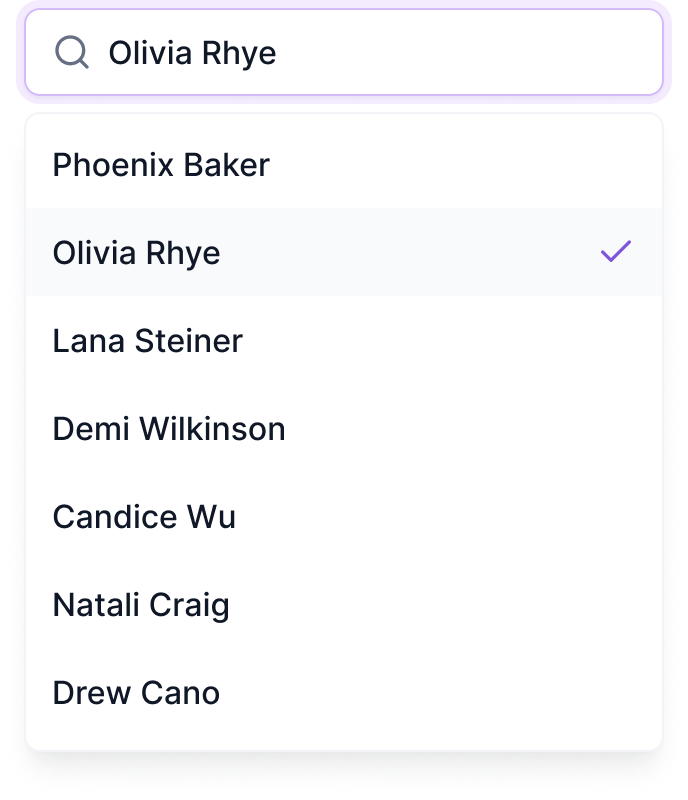 Olivia Rhye
Phoenix Baker
Olivia Rhye
Lana Steiner
Demi Wilkinson
Candice Wu
Natali Craig
Drew Cano